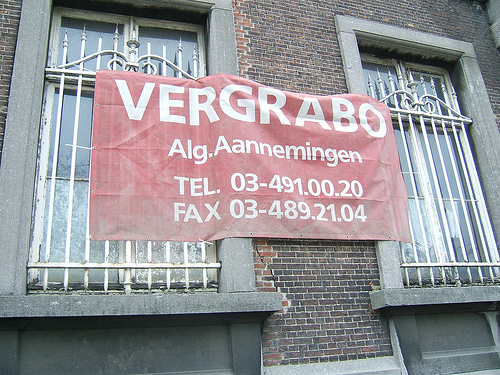 VERGRABO
Alg.Aannemingen
TEL. 03-491.00.20
FAX 03-489.21.04